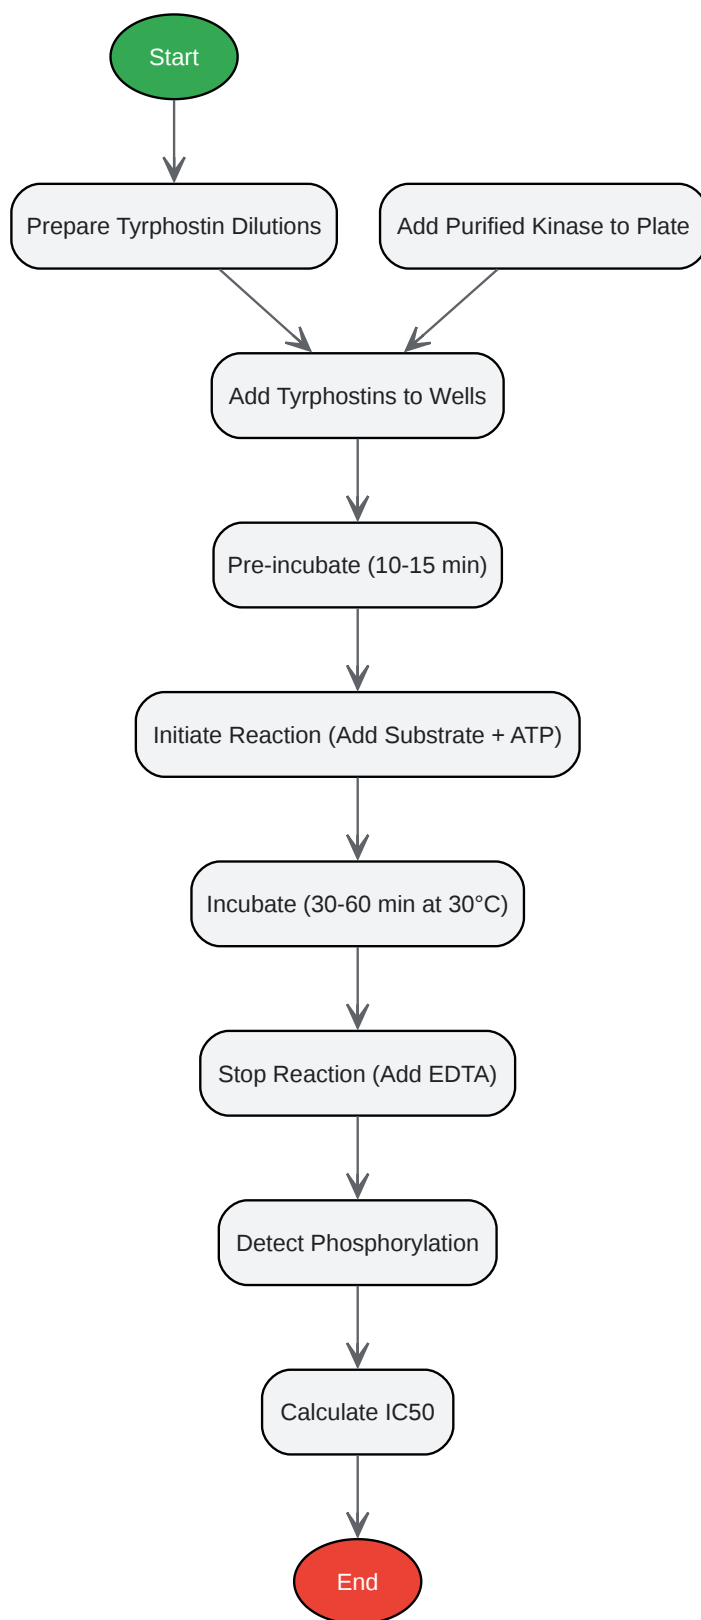 Start
Prepare Tyrphostin Dilutions
Add Purified Kinase to Plate
Add Tyrphostins to Wells
Pre-incubate (10-15 min)
Initiate Reaction (Add Substrate + ATP)
Incubate (30-60 min at 30°C)
Stop Reaction (Add EDTA)
Detect Phosphorylation
Calculate IC50
End